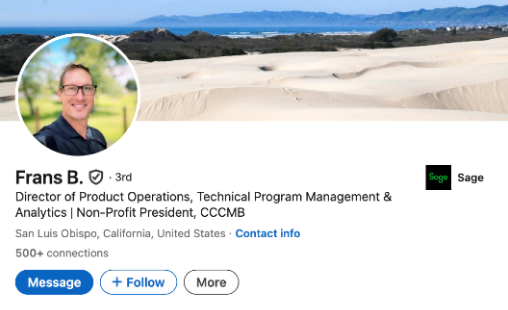 Frans B. · 3rd
Sage Sage
Director of Product Operations, Technical Program Management &
Analytics | Non-Profit President, CCCMB
San Luis Obispo, California, United States · Contact info
500+ connections
Message + Follow More